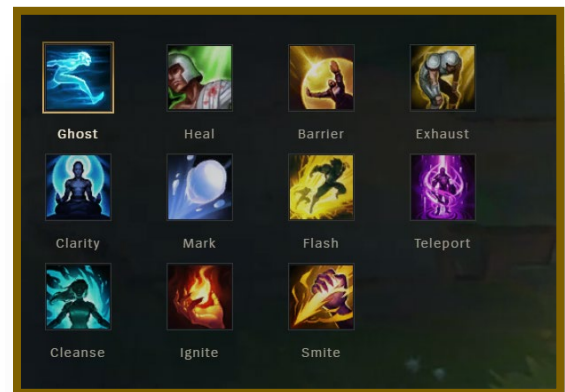 Ghost Heal Barrier Exhaust
Clarity Mark Flash Teleport
Cleanse Ignite Smite